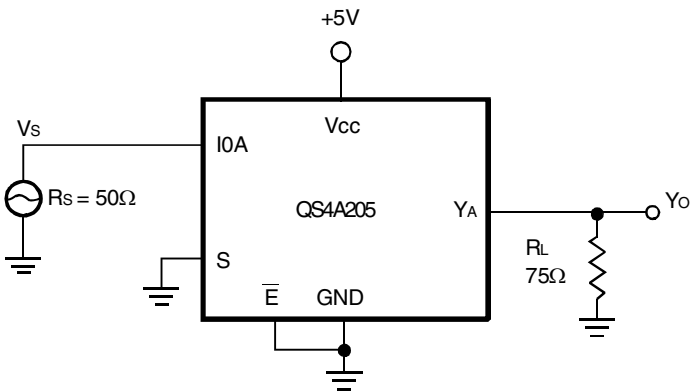 +5V
Vcc
VS
I0A
RS = 50Ω
QS4A205
YA
YO
S
RL
75Ω
E̅
GND